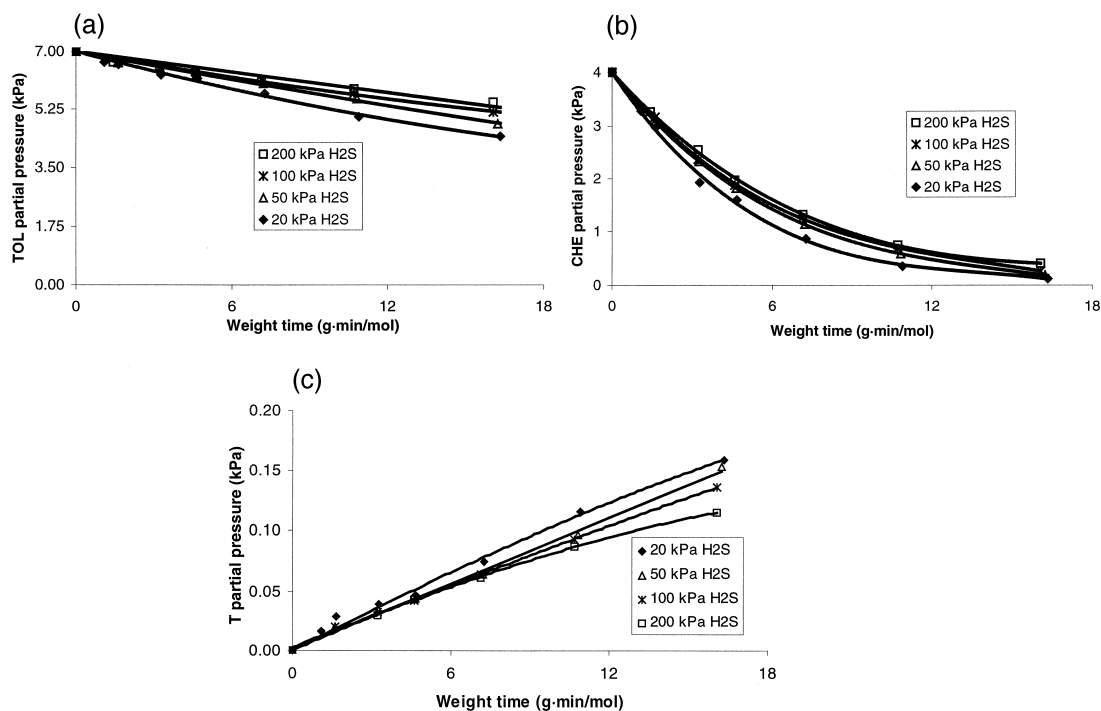 (a)
TOL partial pressure (kPa)
7.00
5.25
3.50
1.75
0.00
0 6 12 18
Weight time (g·min/mol)
200 kPa H2S
100 kPa H2S
50 kPa H2S
20 kPa H2S
(b)
CHE partial pressure (kPa)
4
3
2
1
0
0 6 12 18
Weight time (g·min/mol)
200 kPa H2S
100 kPa H2S
50 kPa H2S
20 kPa H2S
(c)
T partial pressure (kPa)
0.20
0.15
0.10
0.05
0.00
0 6 12 18
Weight time (g·min/mol)
20 kPa H2S
50 kPa H2S
100 kPa H2S
200 kPa H2S